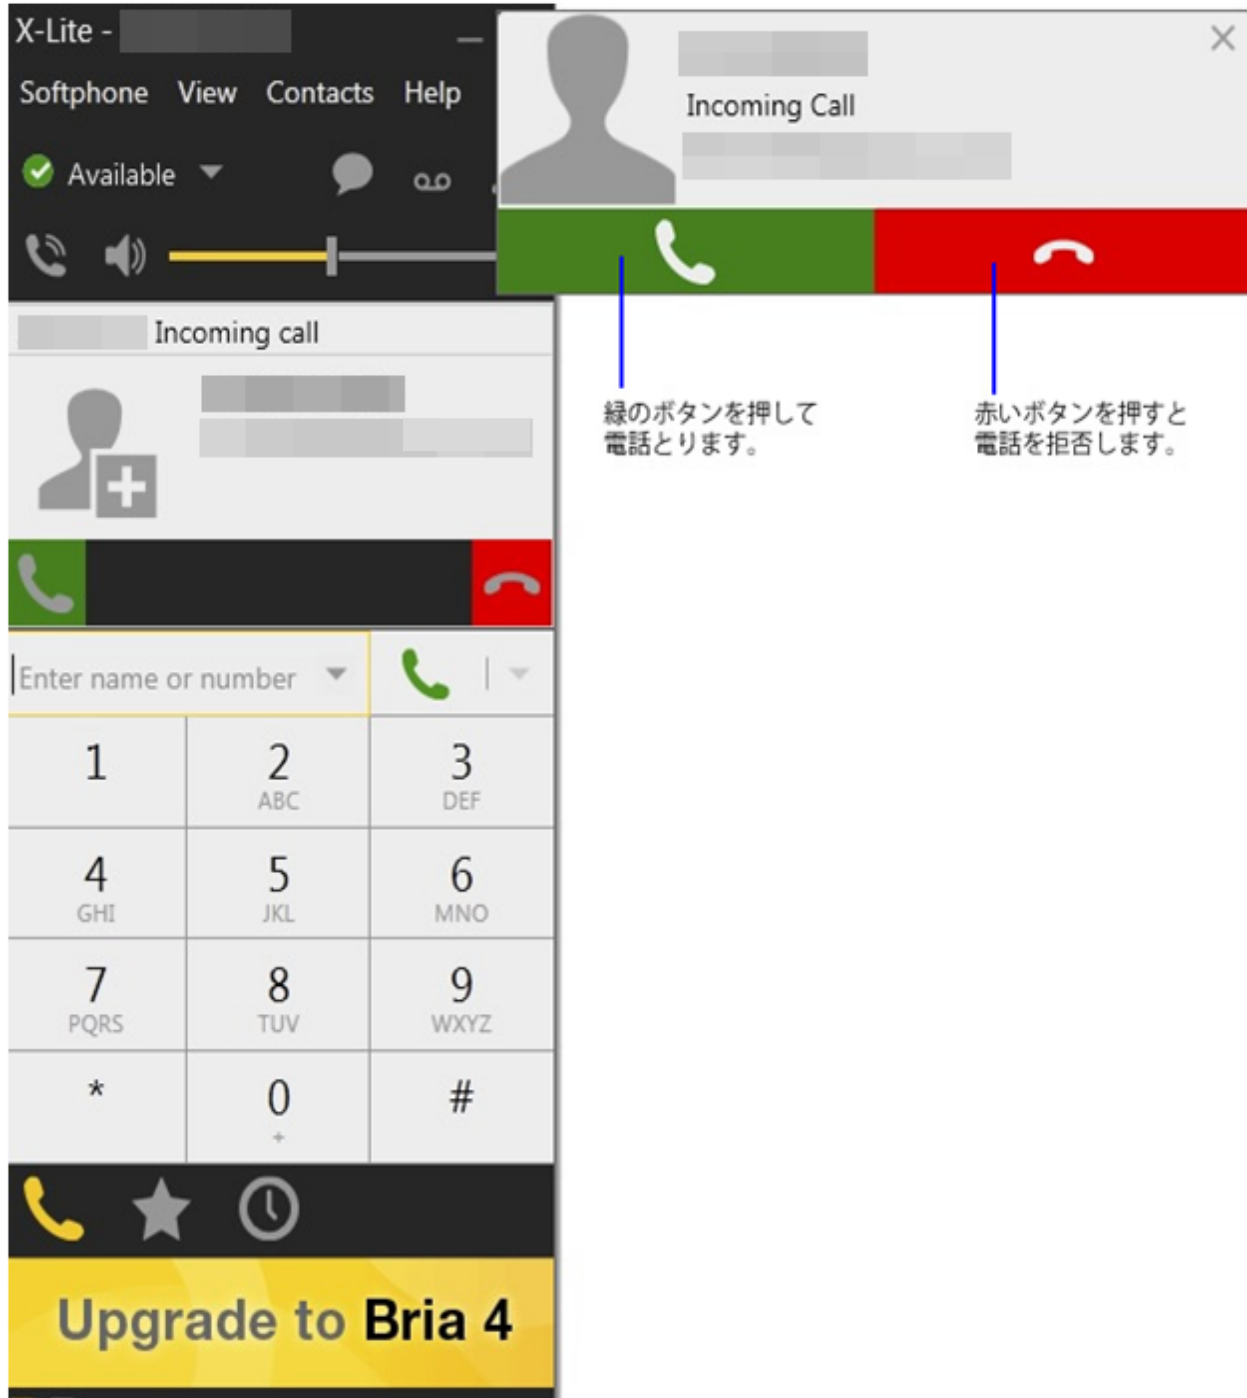 X-Lite -
Softphone View Contacts Help
Available
Incoming call
Incoming Call
緑のボタンを押して
電話とります。
赤いボタンを押すと
電話を拒否します。
Enter name or number
1
2
ABC
3
DEF
4
GHI
5
JKL
6
MNO
7
PQRS
8
TUV
9
WXYZ
*
0
+
#
Upgrade to Bria 4